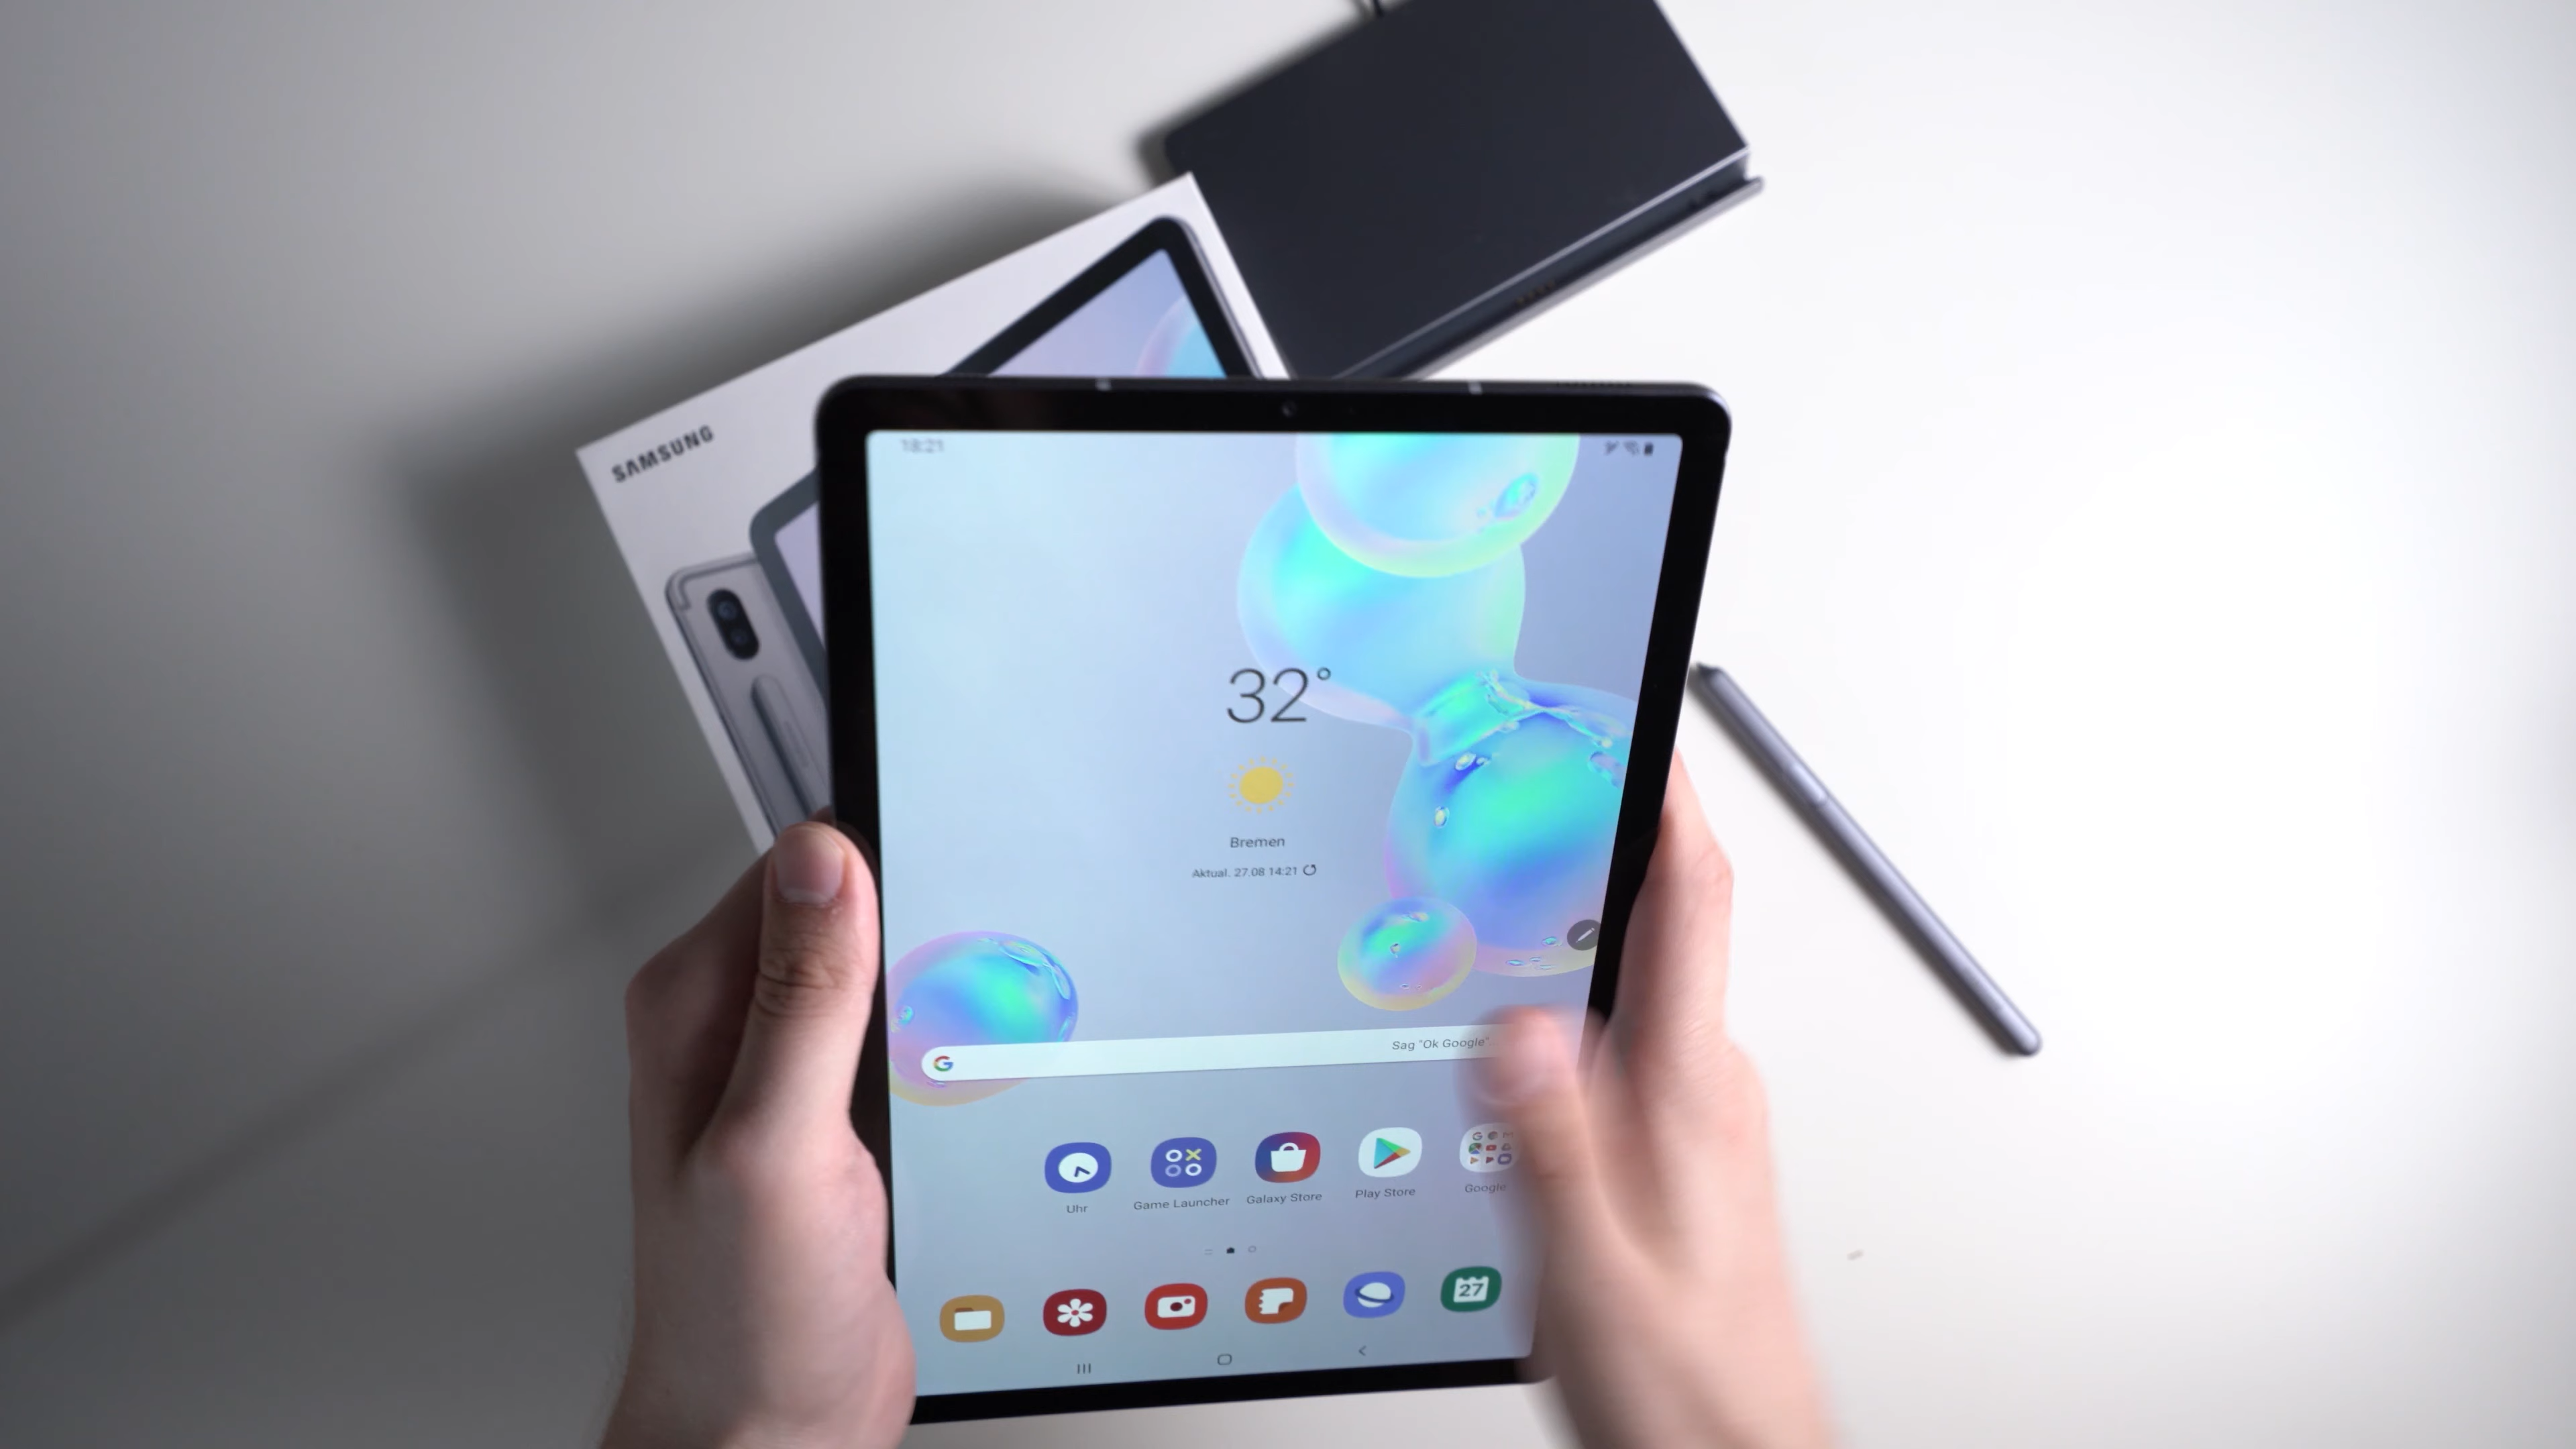 SAMSUNG
18:21
32°
Bremen
Aktual. 27.08 14:21
Sag "Ok Google"
Uhr
Game Launcher
Galaxy Store
Play Store
Google
27